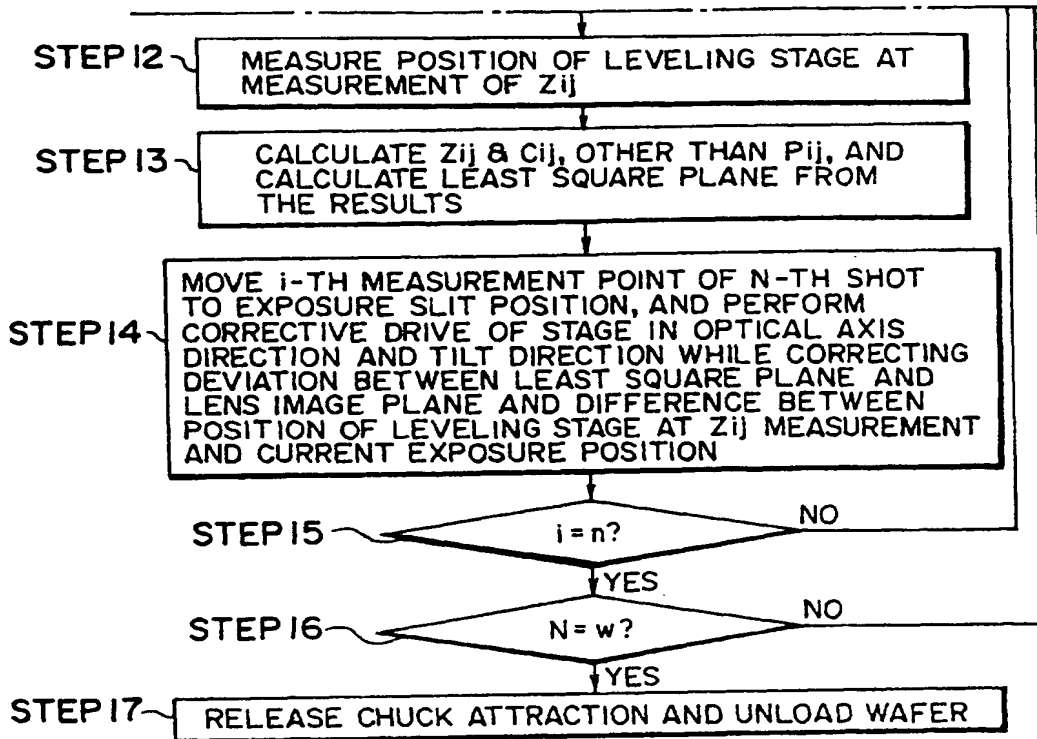 STEP 12
MEASURE POSITION OF LEVELING STAGE AT
MEASUREMENT OF Zij
STEP 13
CALCULATE Zij & Cij, OTHER THAN Pij, AND
CALCULATE LEAST SQUARE PLANE FROM
THE RESULTS
STEP 14
MOVE i-TH MEASUREMENT POINT OF N-TH SHOT
TO EXPOSURE SLIT POSITION, AND PERFORM
CORRECTIVE DRIVE OF STAGE IN OPTICAL AXIS
DIRECTION AND TILT DIRECTION WHILE CORRECTING
DEVIATION BETWEEN LEAST SQUARE PLANE AND
LENS IMAGE PLANE AND DIFFERENCE BETWEEN
POSITION OF LEVELING STAGE AT Zij MEASUREMENT
AND CURRENT EXPOSURE POSITION
STEP 15
i = n?
NO
YES
STEP 16
N = w?
NO
YES
STEP 17
RELEASE CHUCK ATTRACTION AND UNLOAD WAFER